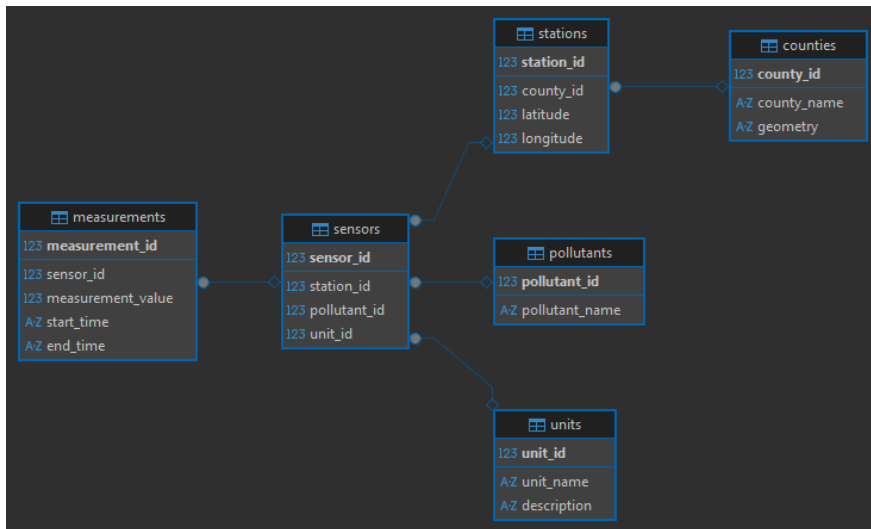 stations
123 station_id
123 county_id
123 latitude
123 longitude
counties
123 county_id
A-Z county_name
A-Z geometry
measurements
123 measurement_id
123 sensor_id
123 measurement_value
A-Z start_time
A-Z end_time
sensors
123 sensor_id
123 station_id
123 pollutant_id
123 unit_id
pollutants
123 pollutant_id
A-Z pollutant_name
units
123 unit_id
A-Z unit_name
A-Z description